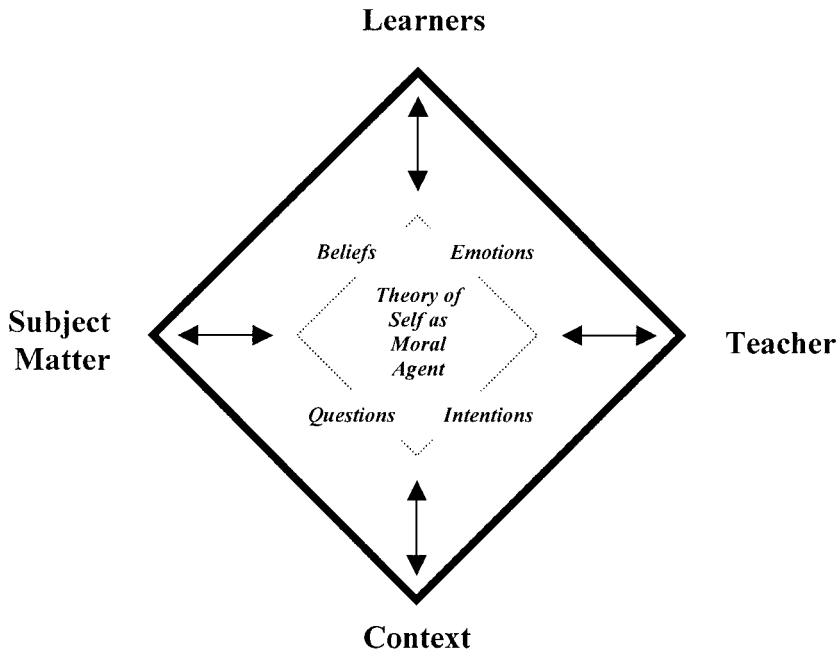 Learners
Beliefs
Emotions
Theory of
Self as
Moral
Agent
Subject
Matter
Teacher
Questions
Intentions
Context